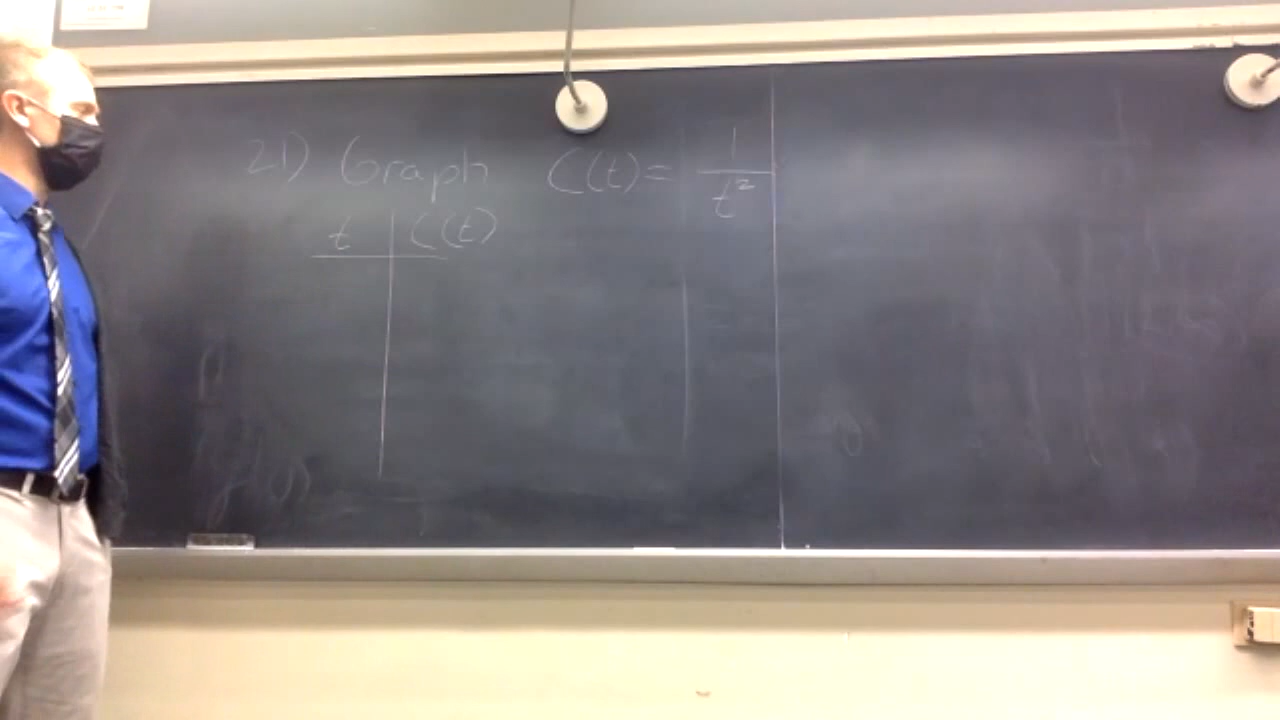 21) Graph C(t) = 1/t²
t C(t)